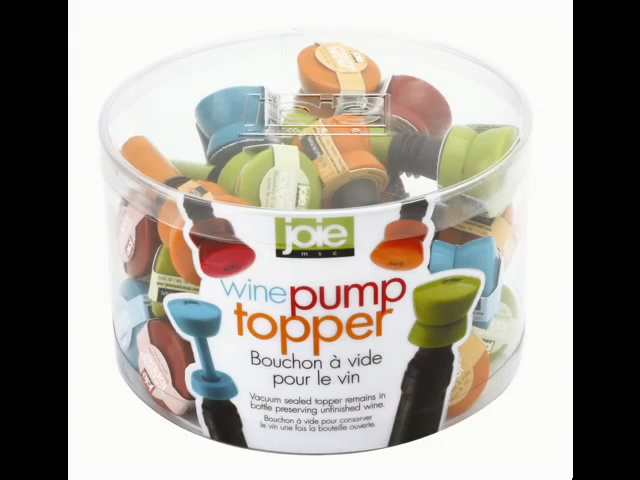 joie
msc
wine pump
topper
Bouchon à vide
pour le vin
Vacuum sealed topper remains in
bottle preserving unfinished wine.
Bouchon à vide pour conserver
le vin une fois la bouteille ouverte.